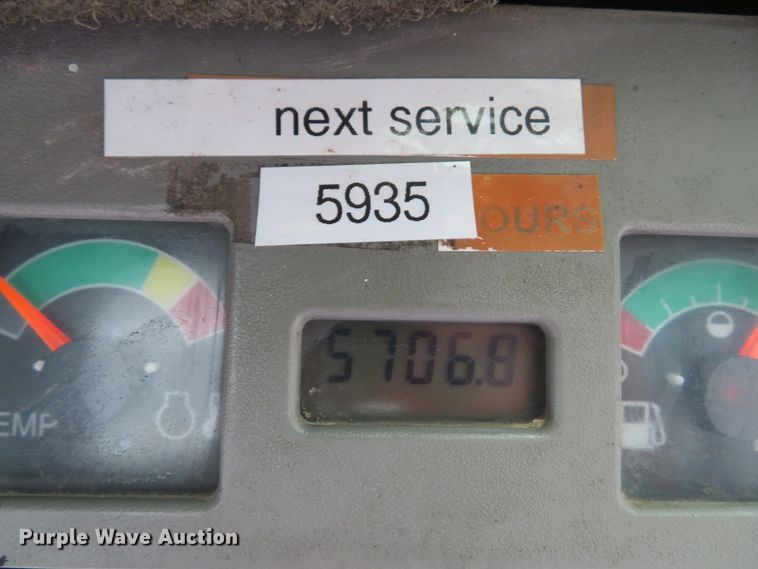 next service
5935
OURS
5706.8
EMP
Purple Wave Auction